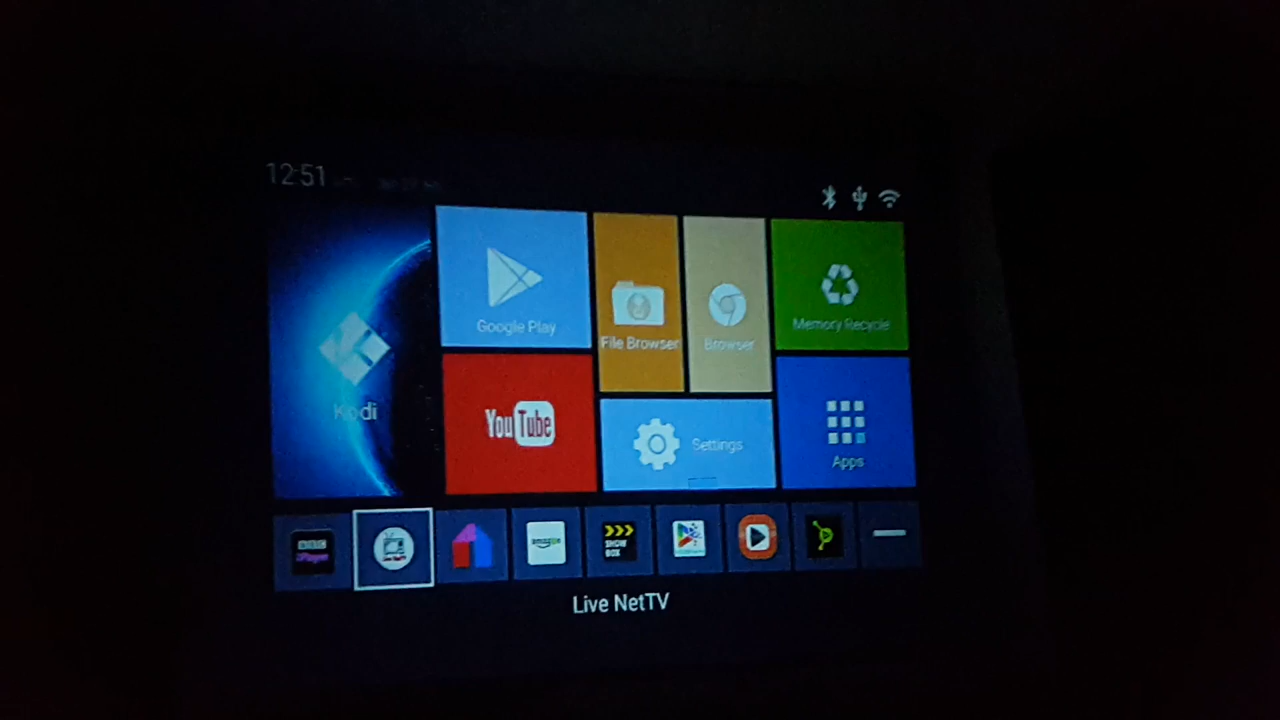 12:51
Google Play
File Browser
Browser
Memory Recycle
Kodi
YouTube
Settings
Apps
BBC
iPlayer
amazon
SHOW
BOX
Live NetTV